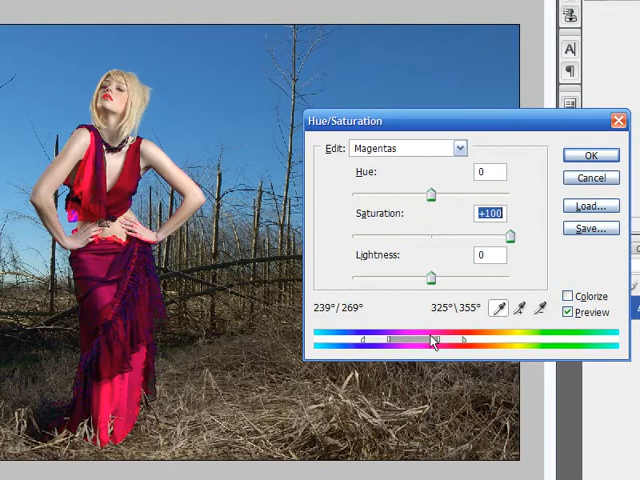 Hue/Saturation
Edit: Magentas
OK
Hue: 0
Cancel
Saturation: +100
Load...
Save...
Lightness: 0
Colorize
239°/269° 325°\355°
Preview